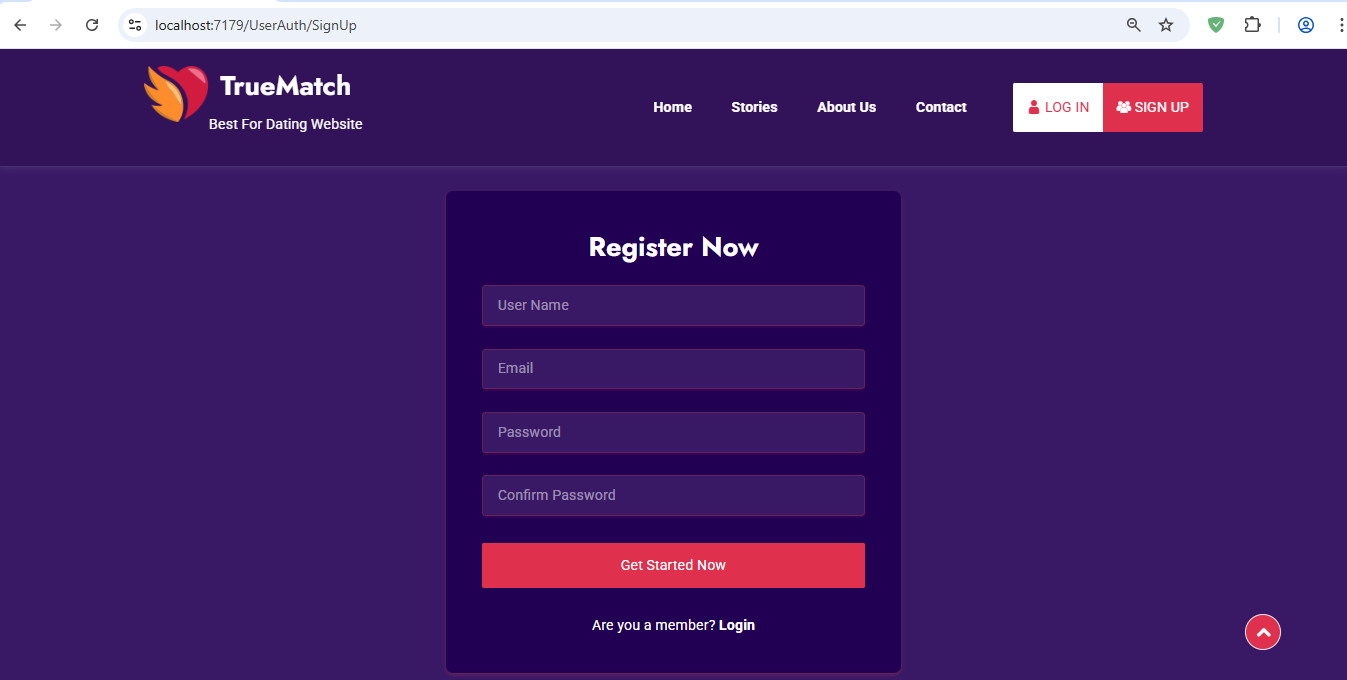 localhost:7179/UserAuth/SignUp
TrueMatch
Best For Dating Website
Home
Stories
About Us
Contact
LOG IN
SIGN UP
Register Now
User Name
Email
Password
Confirm Password
Get Started Now
Are you a member? Login